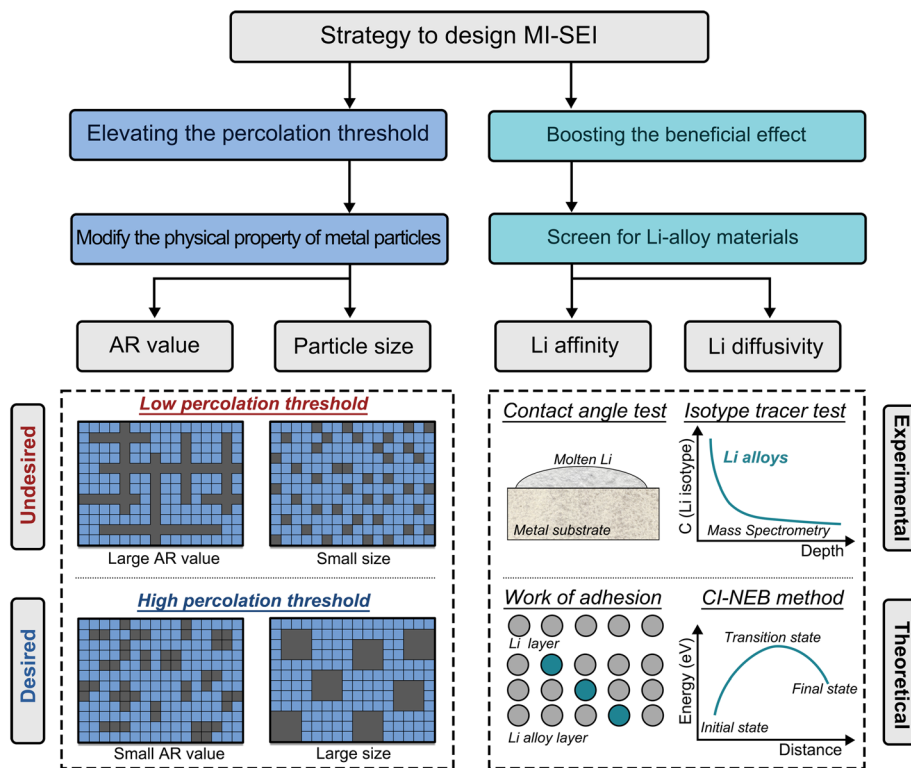 Strategy to design MI-SEI
Elevating the percolation threshold
Boosting the beneficial effect
Modify the physical property of metal particles
Screen for Li-alloy materials
AR value
Particle size
Li affinity
Li diffusivity
Undesired
Low percolation threshold
Large AR value
Small size
Desired
High percolation threshold
Small AR value
Large size
Contact angle test
Molten Li
Metal substrate
Isotype tracer test
C (Li isotype)
Li alloys
Mass Spectrometry
Depth
Experimental
Work of adhesion
Li layer
Li alloy layer
CI-NEB method
Energy (eV)
Transition state
Final state
Initial state
Distance
Theoretical